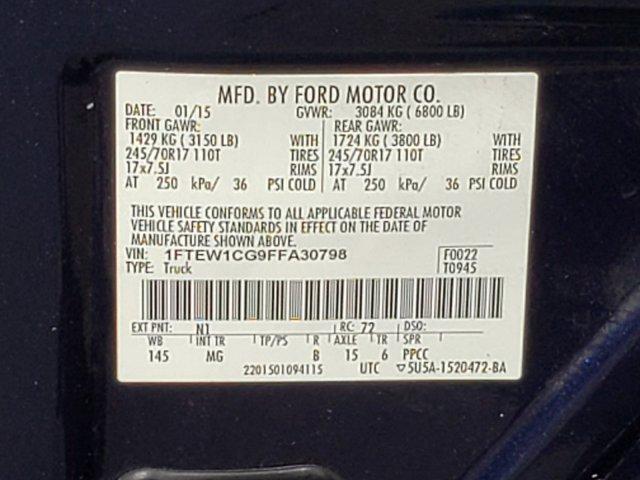 MFD. BY FORD MOTOR CO.
DATE: 01/15 GVWR: 3084 KG ( 6800 LB)
FRONT GAWR: REAR GAWR:
1429 KG ( 3150 LB) WITH 1724 KG ( 3800 LB) WITH
245/70R17 110T TIRES 245/70R17 110T TIRES
17x7.5J RIMS 17x7.5J RIMS
AT 250 kPa/ 36 PSI COLD AT 250 kPa/ 36 PSI COLD
THIS VEHICLE CONFORMS TO ALL APPLICABLE FEDERAL MOTOR
VEHICLE SAFETY STANDARDS IN EFFECT ON THE DATE OF
MANUFACTURE SHOWN ABOVE.
VIN: 1FTEW1CG9FFA30798 F0022
TYPE: Truck T0945
EXT PNT: N1 RC: 72 DSO:
WB INT TR TP/PS R AXLE TR SPR
145 MG B 15 6 PPCC
2201501094115 UTC ▽5U5A-1520472-BA